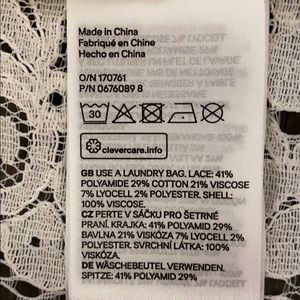 Made in China
Fabriqué en Chine
Hecho en China
O/N 170761
P/N 0676089 8
30
clevercare.info
GB USE A LAUNDRY BAG. LACE: 41%
POLYAMIDE 29% COTTON 21% VISCOSE
7% LYOCELL 2% POLYESTER. SHELL:
100% VISCOSE.
CZ PERTE V SÁČKU PRO ŠETRNÉ
PRANÍ. KRAJKA: 41% POLYAMID 29%
BAVLNA 21% VISKÓZA 7% LYOCELL 2%
POLYESTER. SVRCHNÍ LÁTKA: 100%
VISKÓZA.
DE WÄSCHEBEUTEL VERWENDEN.
SPITZE: 41% POLYAMID 29%